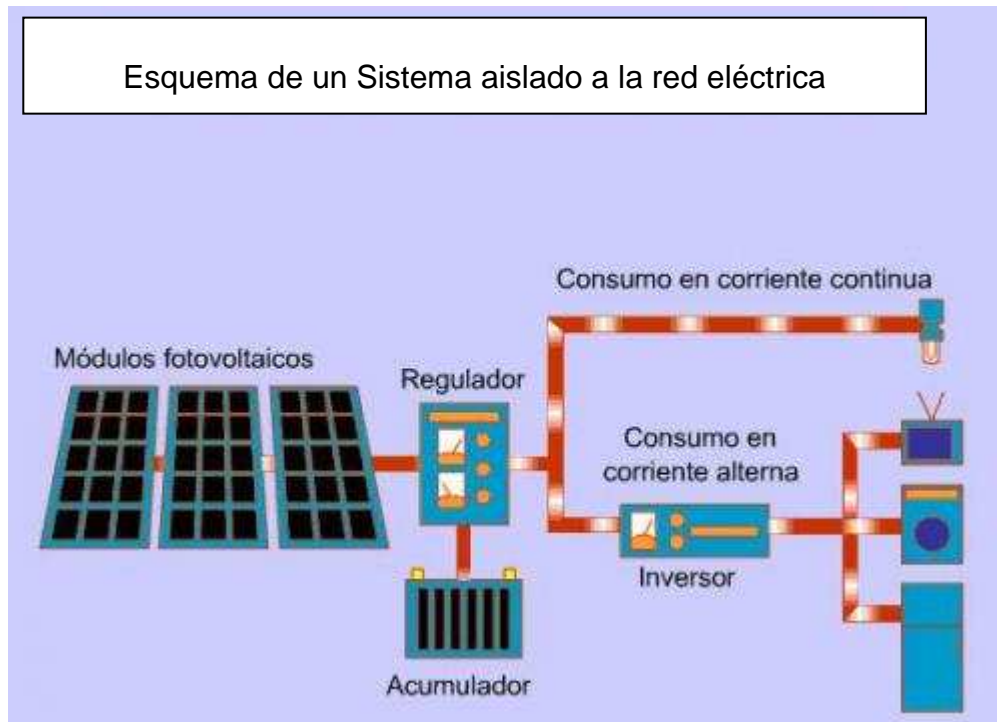 Esquema de un Sistema aislado a la red eléctrica
Consumo en corriente continua
Módulos fotovoltaicos
Regulador
Consumo en
corriente alterna
Inversor
Acumulador